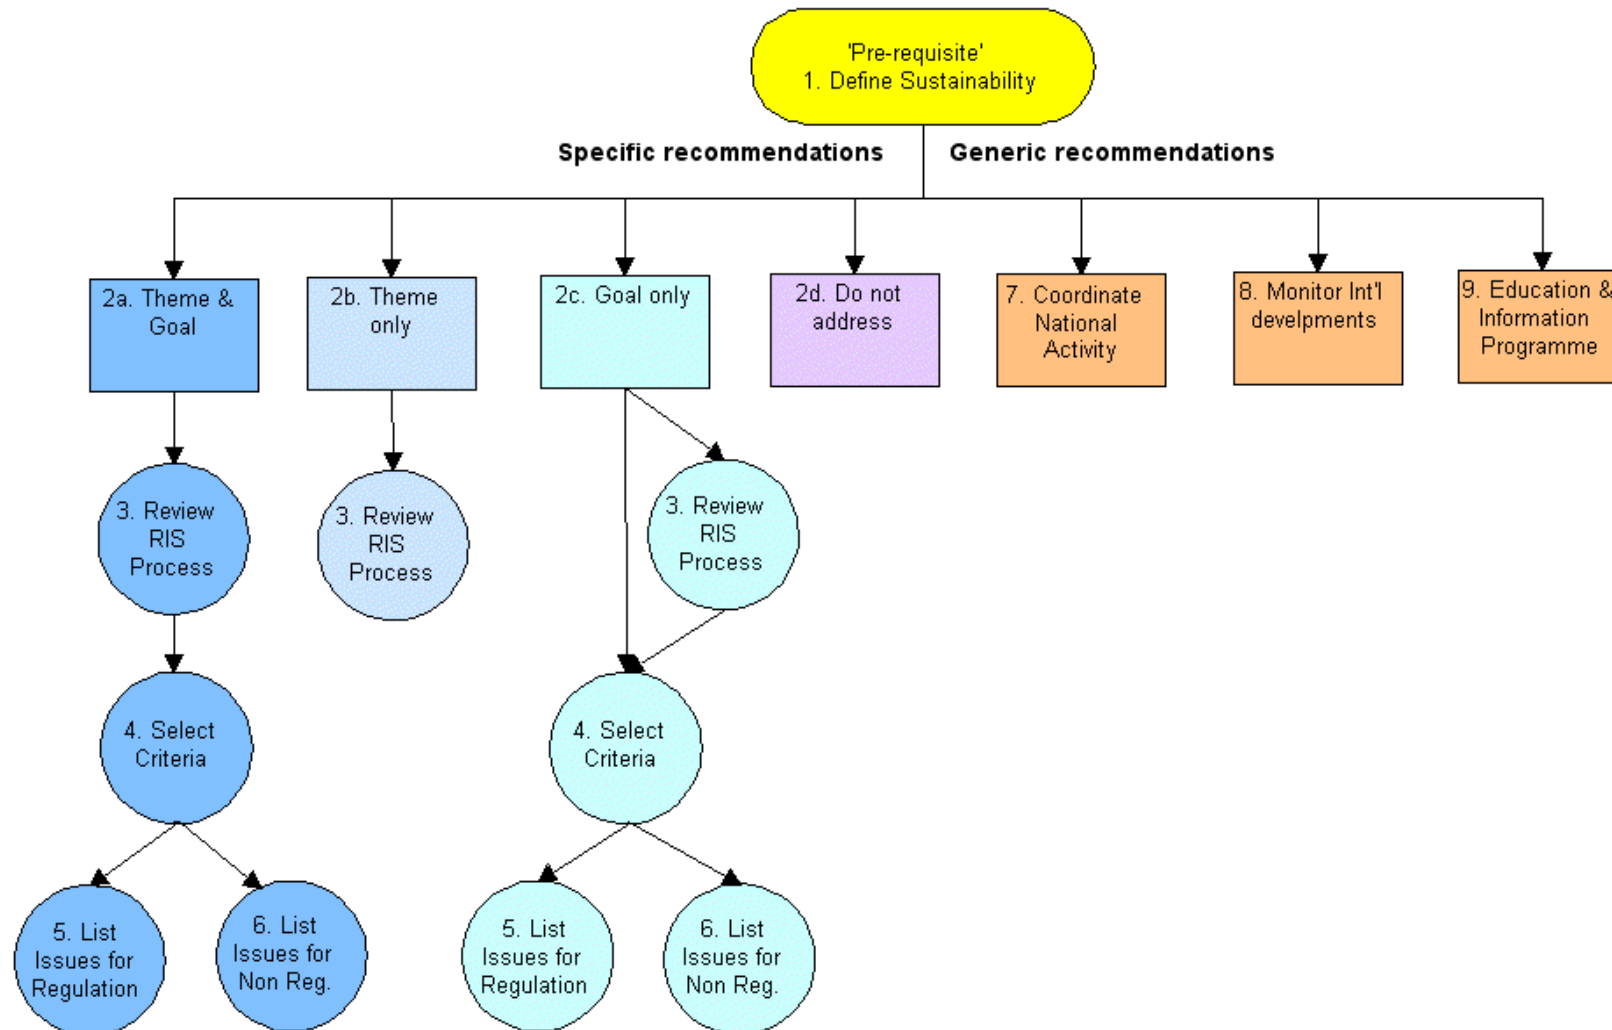 'Pre-requisite'
1. Define Sustainability
Specific recommendations
Generic recommendations
2a. Theme &
Goal
2b. Theme
only
2c. Goal only
2d. Do not
address
7. Coordinate
National
Activity
8. Monitor Int'l
develpments
9. Education &
Information
Programme
3. Review
RIS
Process
3. Review
RIS
Process
3. Review
RIS
Process
4. Select
Criteria
4. Select
Criteria
5. List
Issues for
Regulation
6. List
Issues for
Non Reg.
5. List
Issues for
Regulation
6. List
Issues for
Non Reg.